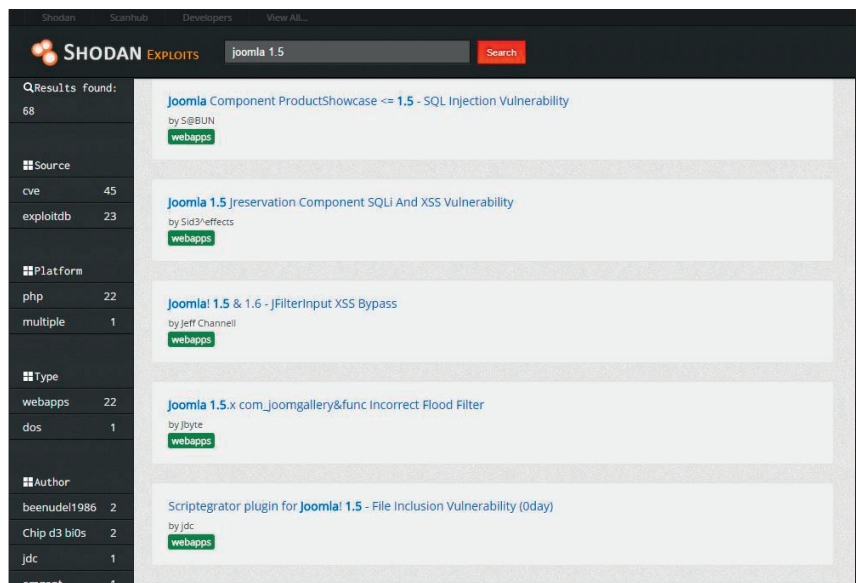 Shodan Scanhub Developers View All...
SHODAN EXPLOITS joomla 1.5 Search
Results found:
68
Source
cve 45
exploitdb 23
Platform
php 22
multiple 1
Type
webapps 22
dos 1
Author
beenudel1986 2
Chip d3 bi0s 2
jdc 1
Joomla Component ProductShowcase <= 1.5 - SQL Injection Vulnerability
by S@BUN
webapps
Joomla 1.5 Jreservation Component SQLi And XSS Vulnerability
by Sid3^effects
webapps
Joomla! 1.5 & 1.6 - JFilterInput XSS Bypass
by Jeff Channell
webapps
Joomla 1.5.x com_joomgallery&func Incorrect Flood Filter
by Jbyte
webapps
Scriptegrator plugin for Joomla! 1.5 - File Inclusion Vulnerability (0day)
by jdc
webapps